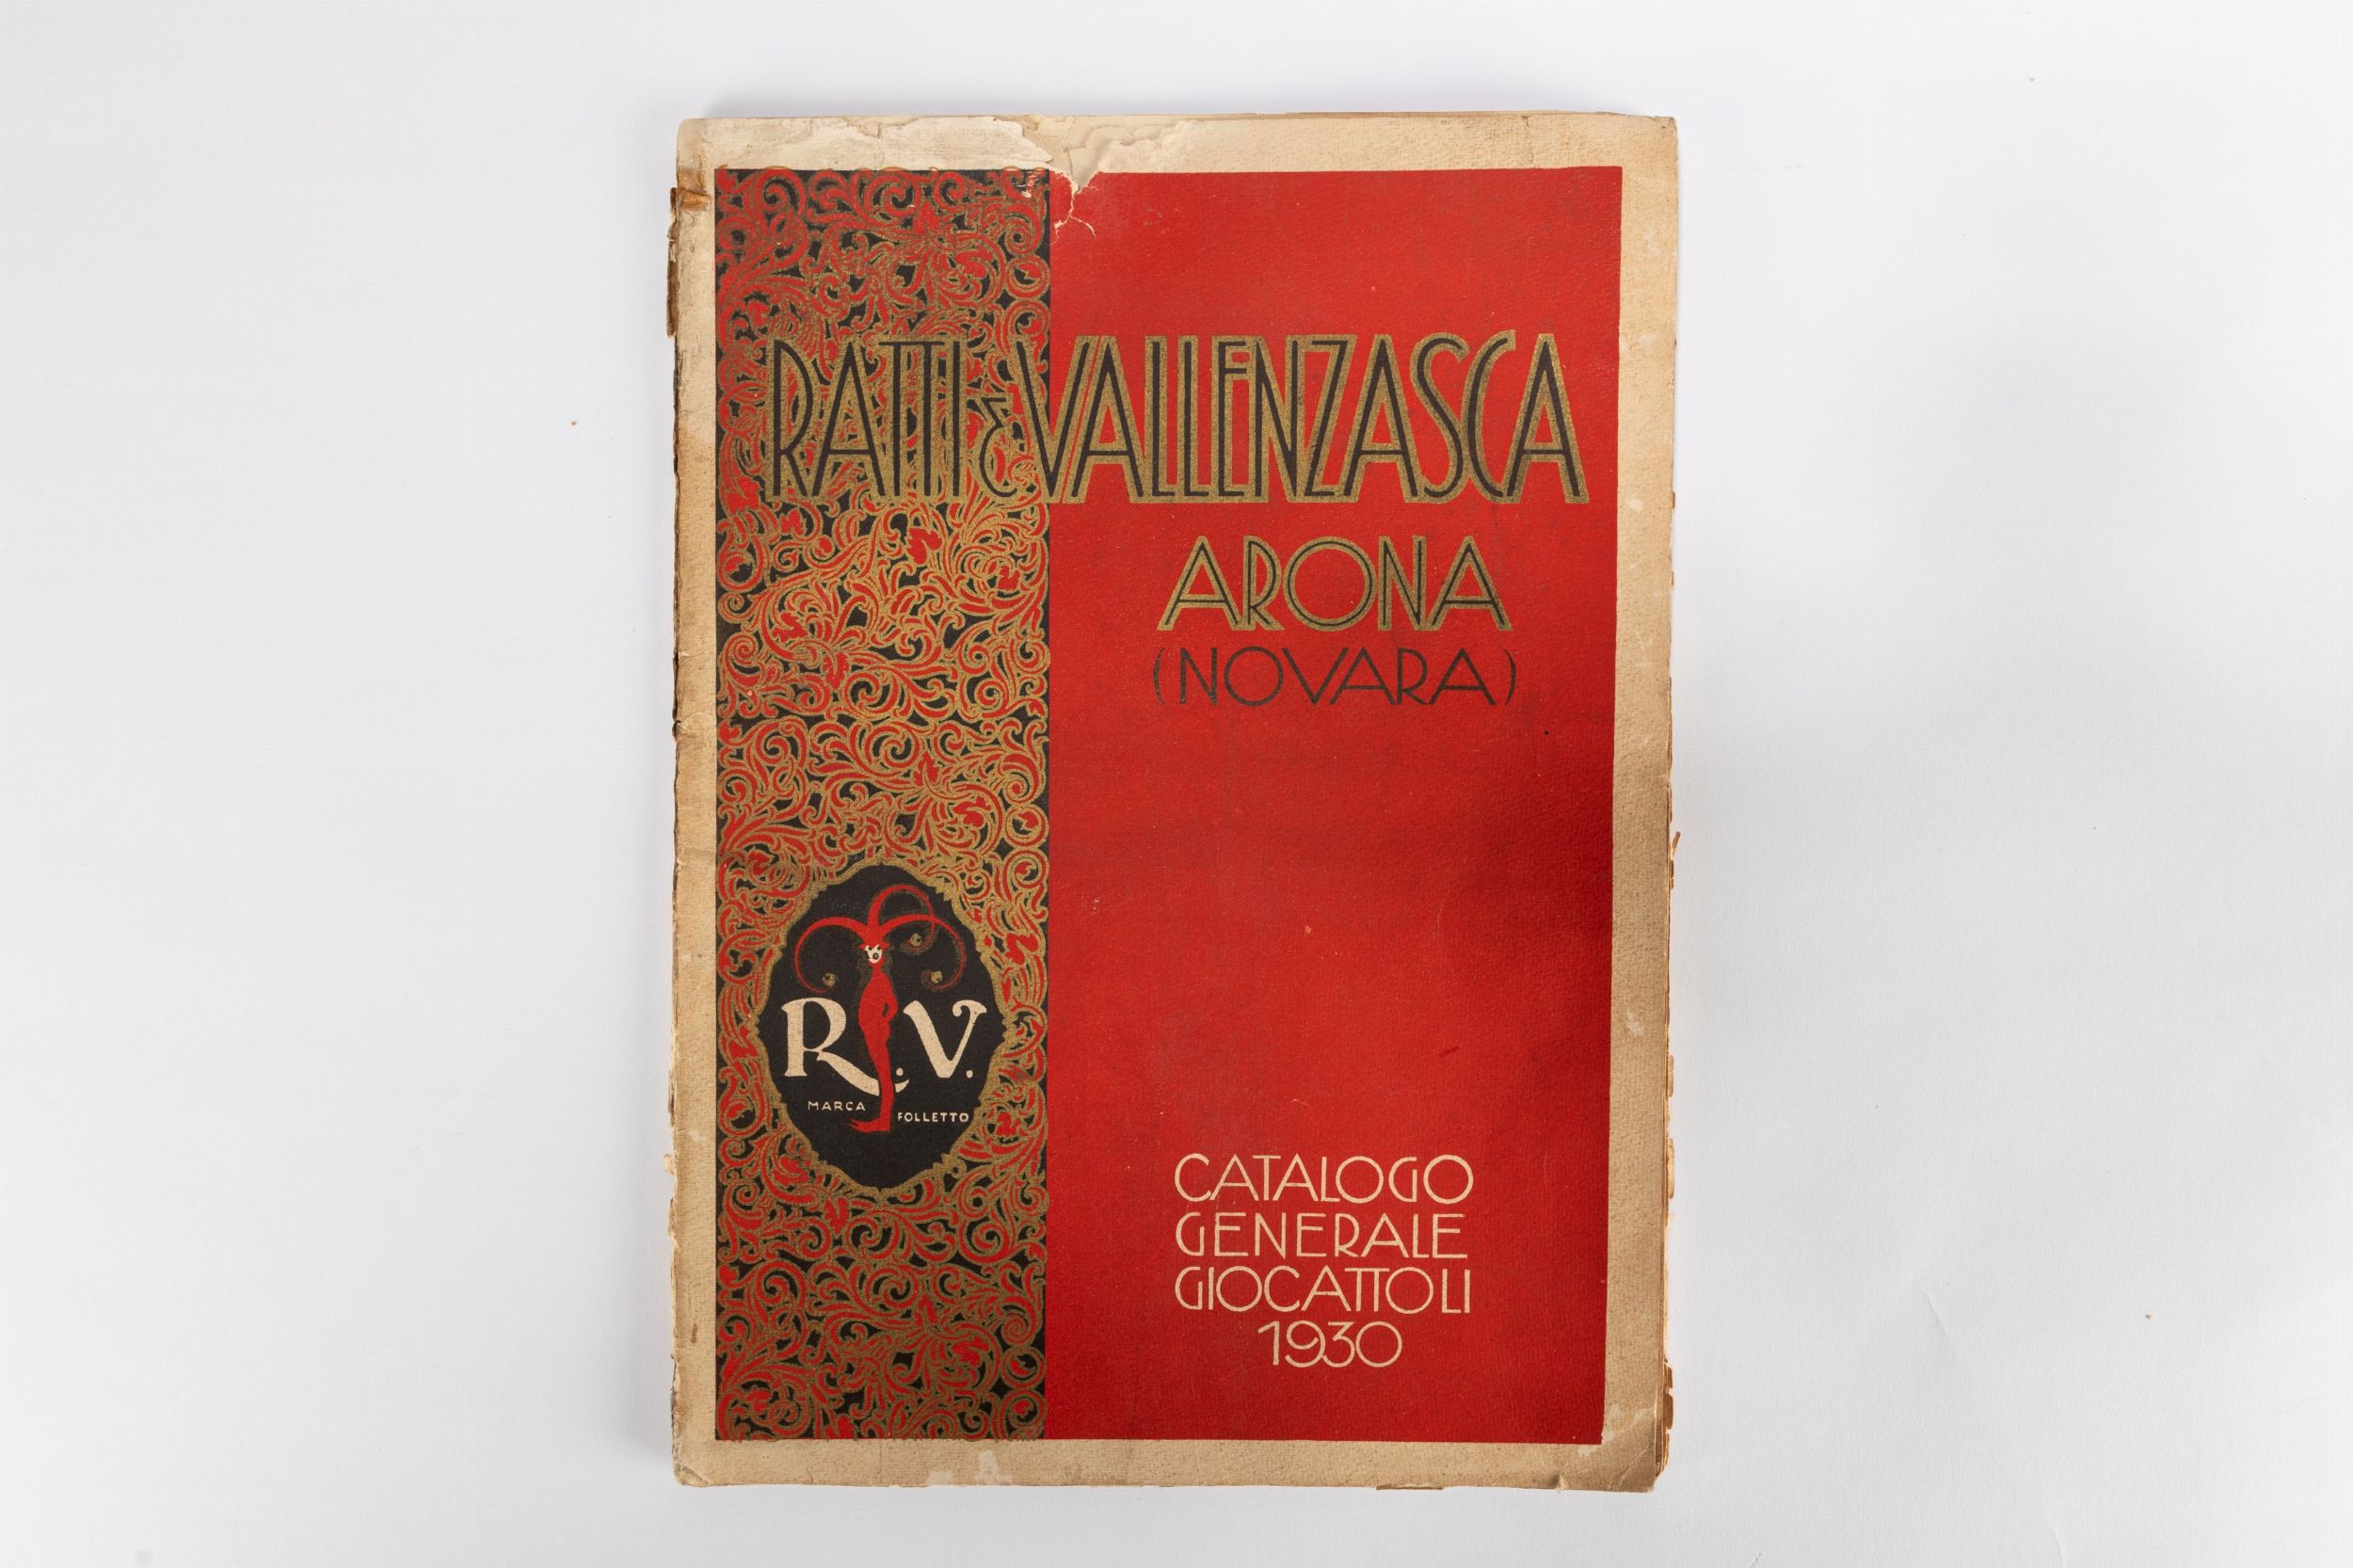 RATTI & VALLENZASCA
ARONA
(NOVARA)
R. V.
MARCA FOLLETTO
CATALOGO
GENERALE
GIOCATTOLI
1930